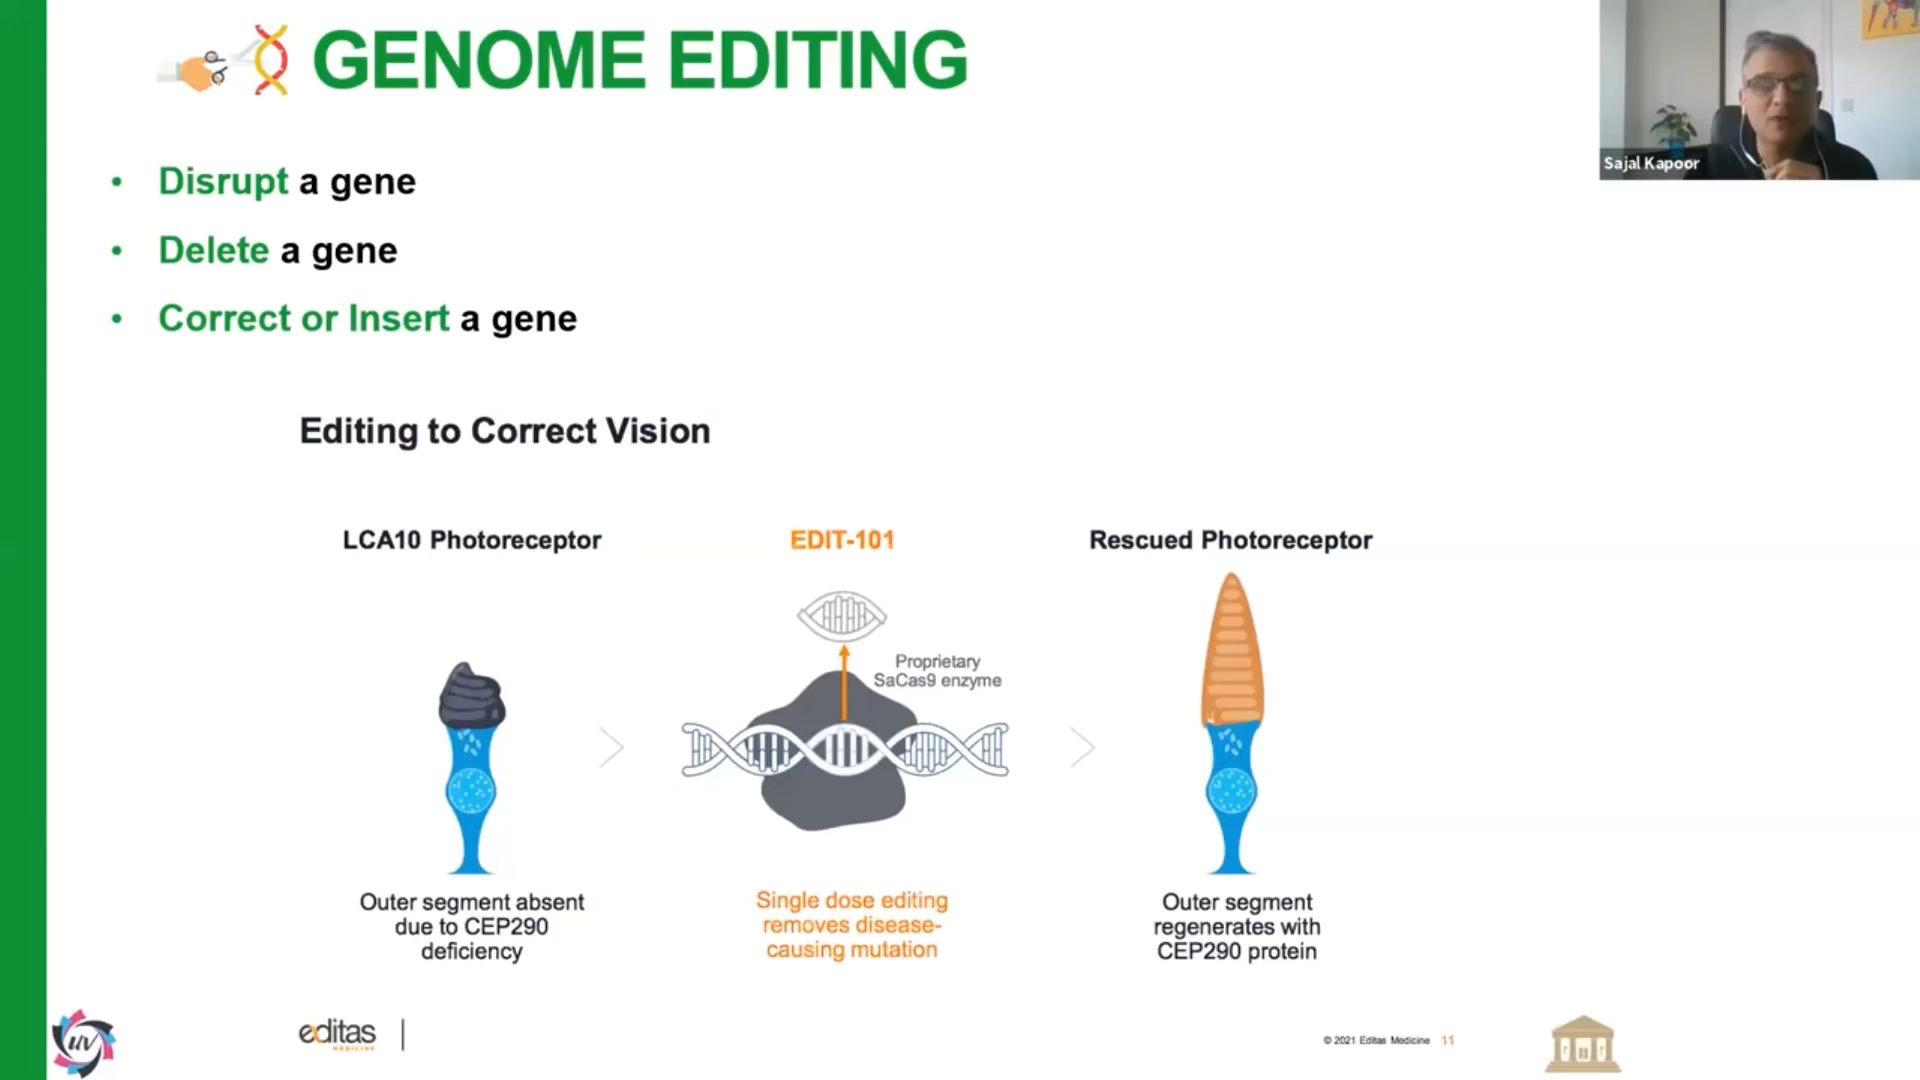 GENOME EDITING
Sajal Kapoor
• Disrupt a gene
• Delete a gene
• Correct or Insert a gene
Editing to Correct Vision
LCA10 Photoreceptor
EDIT-101
Rescued Photoreceptor
Proprietary
SaCas9 enzyme
Outer segment absent
due to CEP290
deficiency
Single dose editing
removes disease-
causing mutation
Outer segment
regenerates with
CEP290 protein
UV
editas
MEDICINE
© 2021 Editas Medicine 11